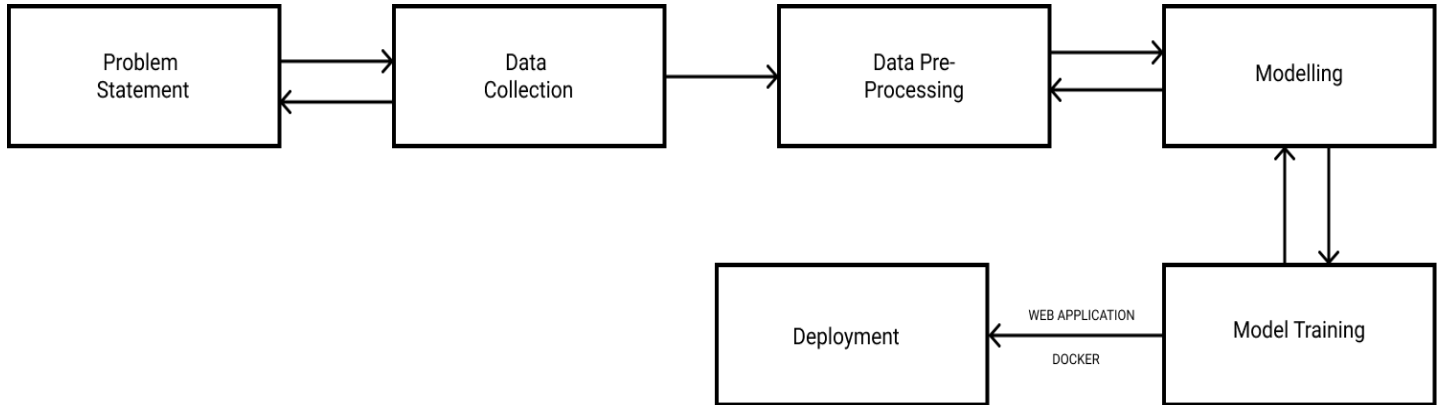 Problem
Statement
Data
Collection
Data Pre-
Processing
Modelling
Deployment
WEB APPLICATION
DOCKER
Model Training